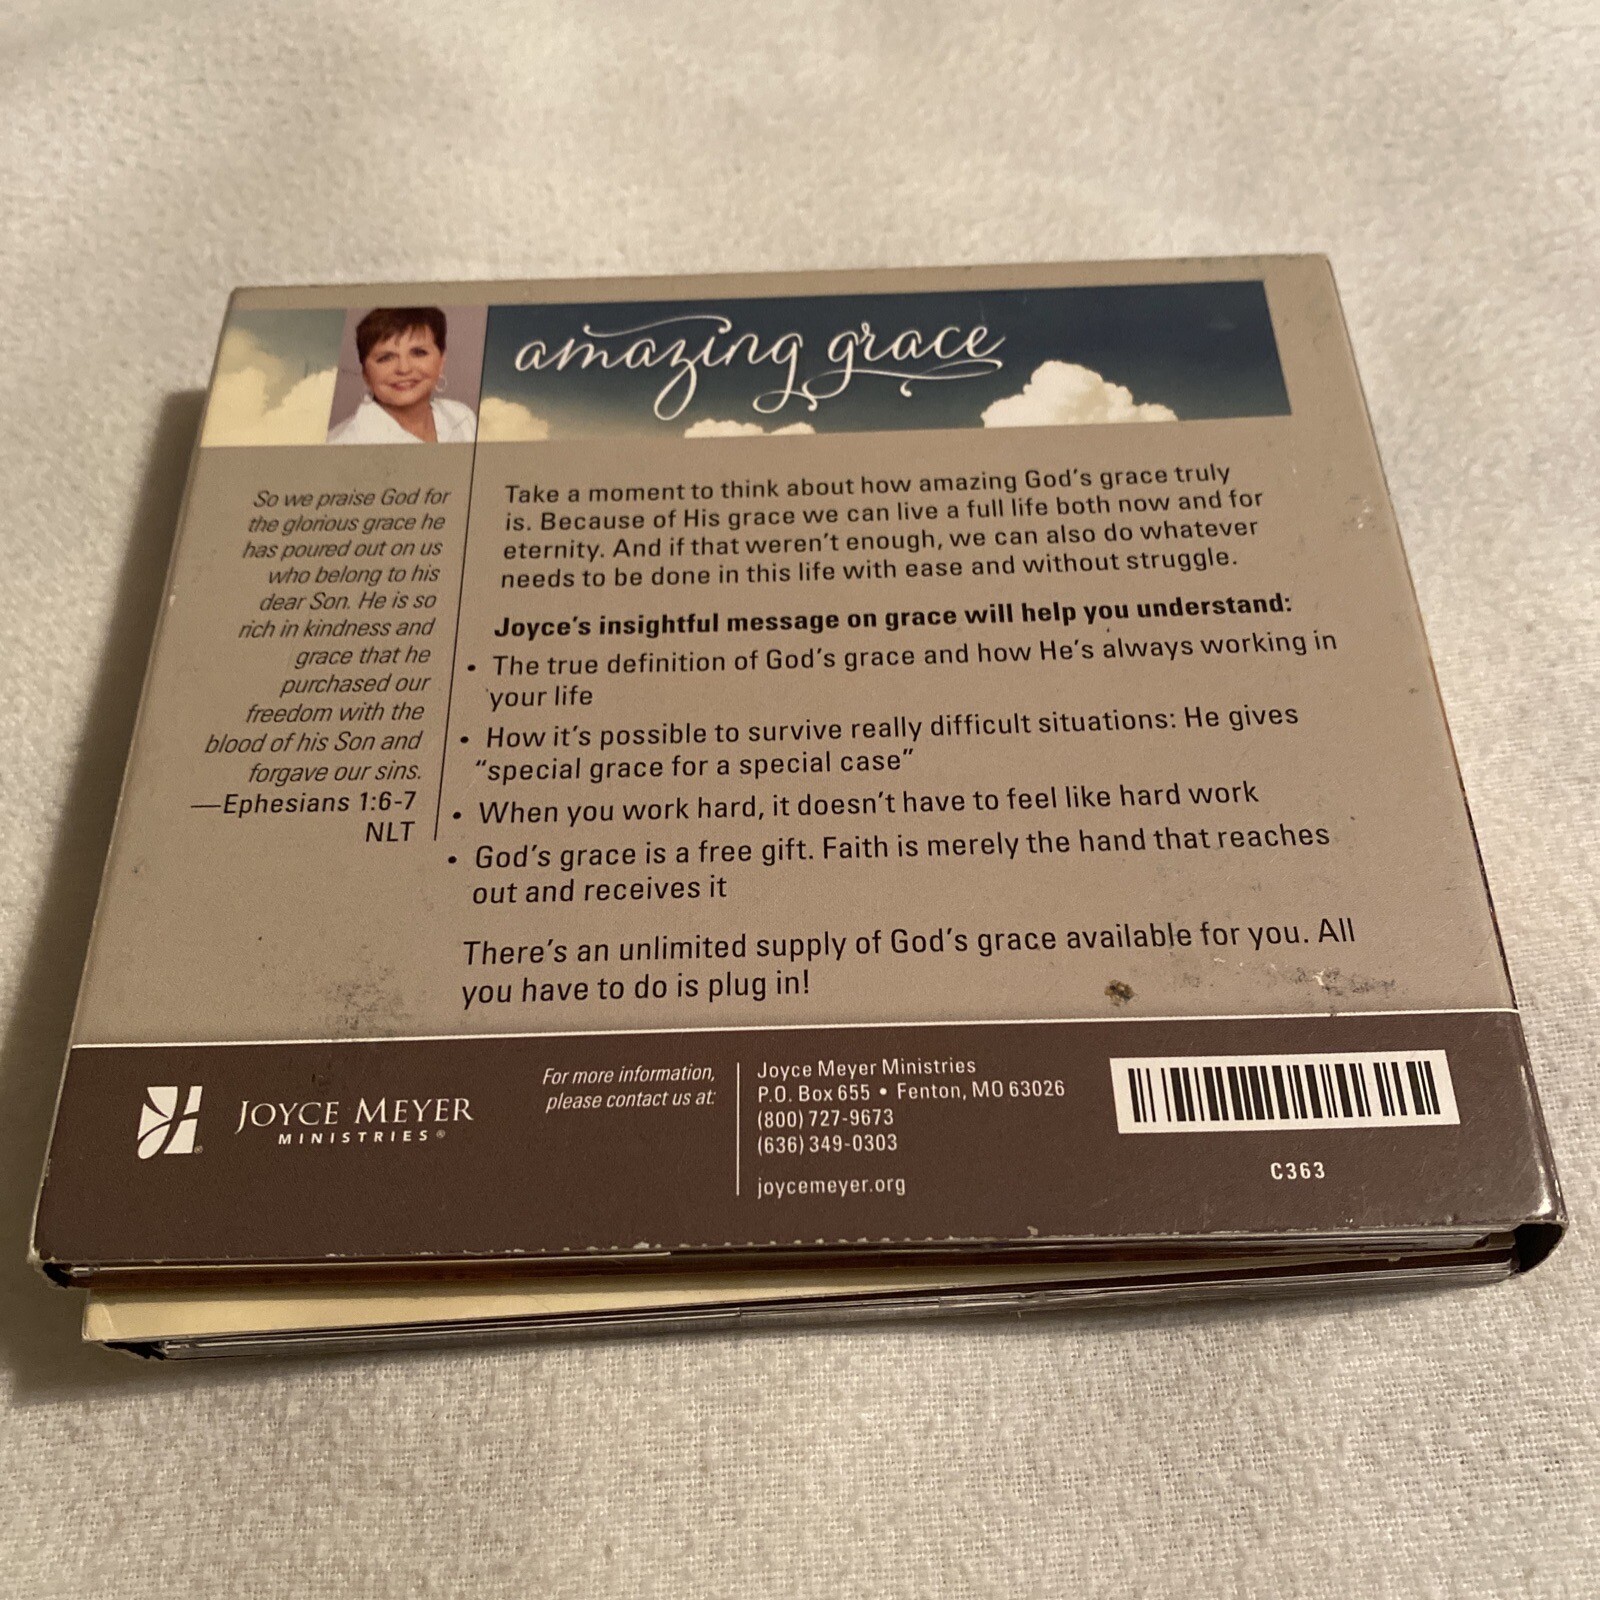 amazing grace
So we praise God for
the glorious grace he
has poured out on us
who belong to his
dear Son. He is so
rich in kindness and
grace that he
purchased our
freedom with the
blood of his Son and
forgave our sins.
—Ephesians 1:6-7
NLT
Take a moment to think about how amazing God's grace truly
is. Because of His grace we can live a full life both now and for
eternity. And if that weren't enough, we can also do whatever
needs to be done in this life with ease and without struggle.
Joyce's insightful message on grace will help you understand:
• The true definition of God's grace and how He's always working in
your life
• How it's possible to survive really difficult situations: He gives
"special grace for a special case"
• When you work hard, it doesn't have to feel like hard work
• God's grace is a free gift. Faith is merely the hand that reaches
out and receives it
There's an unlimited supply of God's grace available for you. All
you have to do is plug in!
JOYCE MEYER
MINISTRIES®
For more information,
please contact us at:
Joyce Meyer Ministries
P.O. Box 655 • Fenton, MO 63026
(800) 727-9673
(636) 349-0303
joycemeyer.org
C363